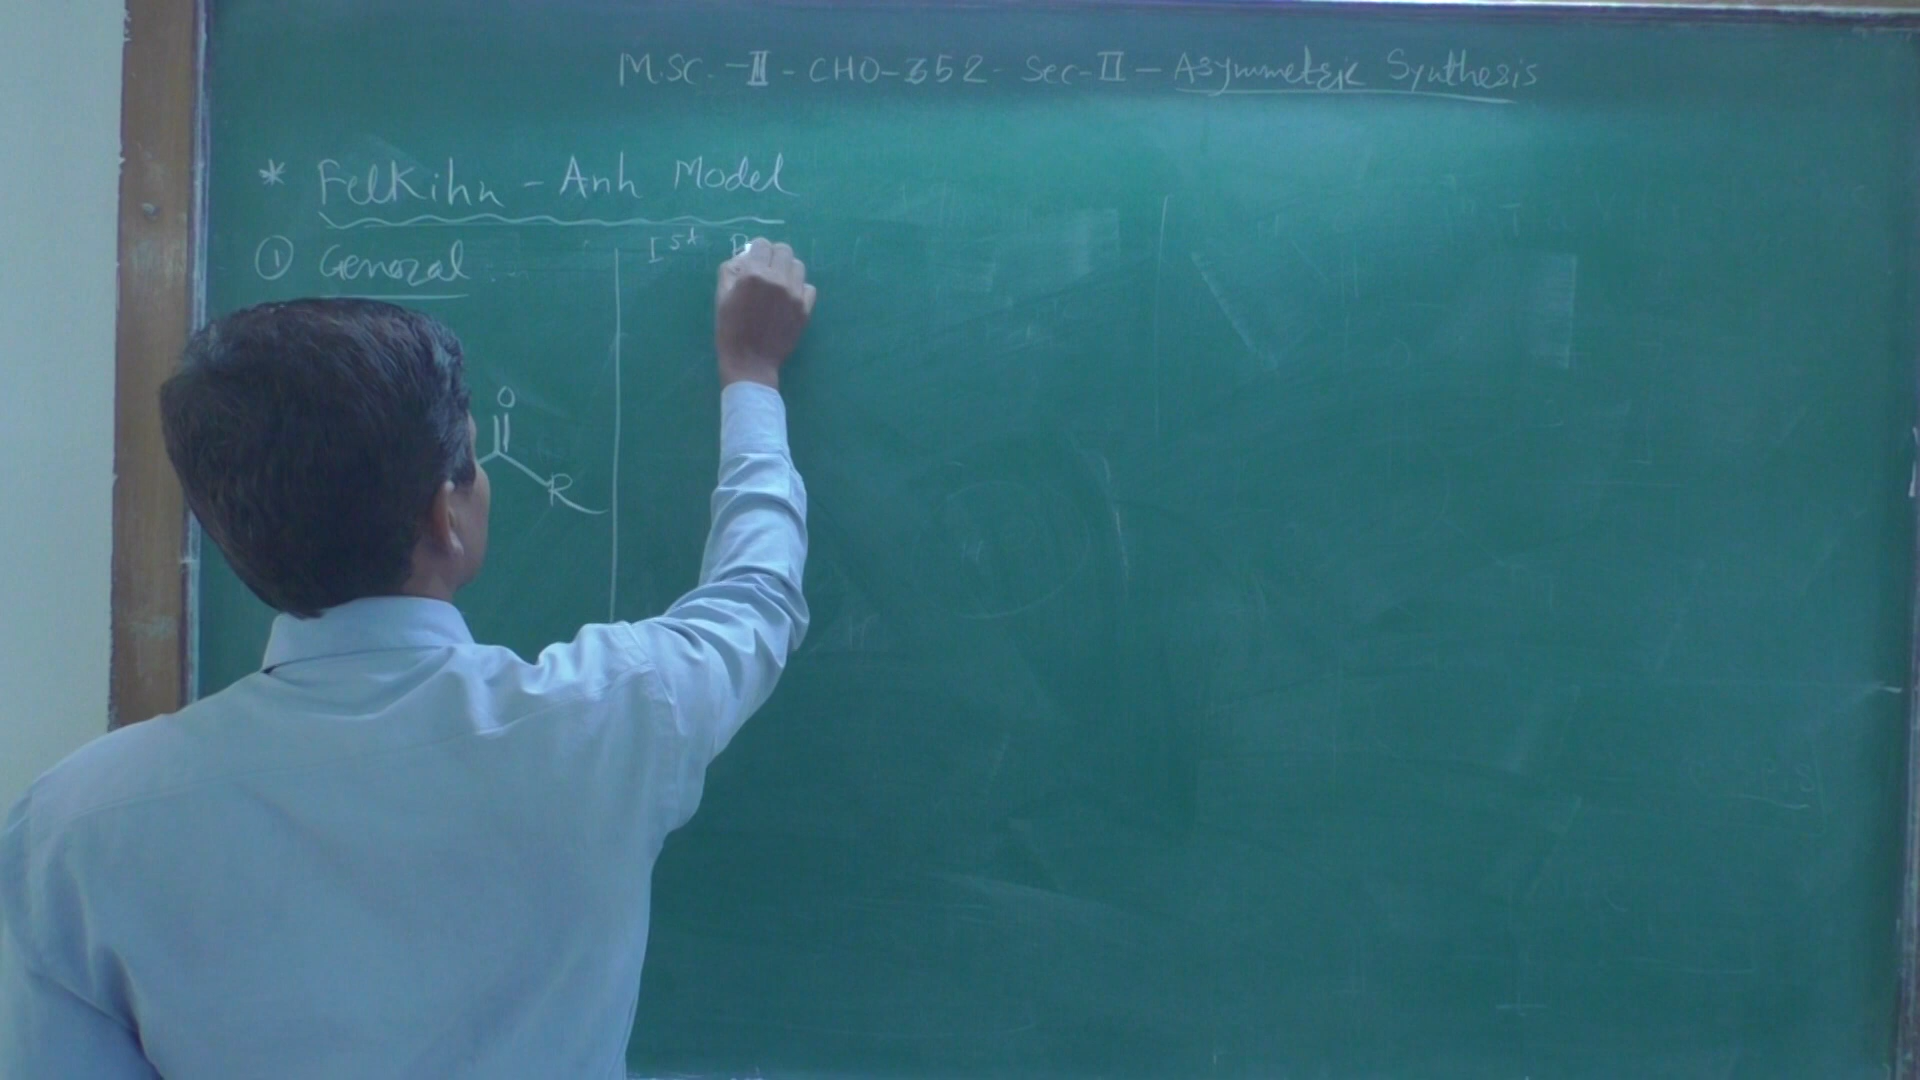 M.SC.-II - CHO-352- Sec-II - Asymmetric Synthesis
* Felkihn - Anh Model
① General
Ist
O
R